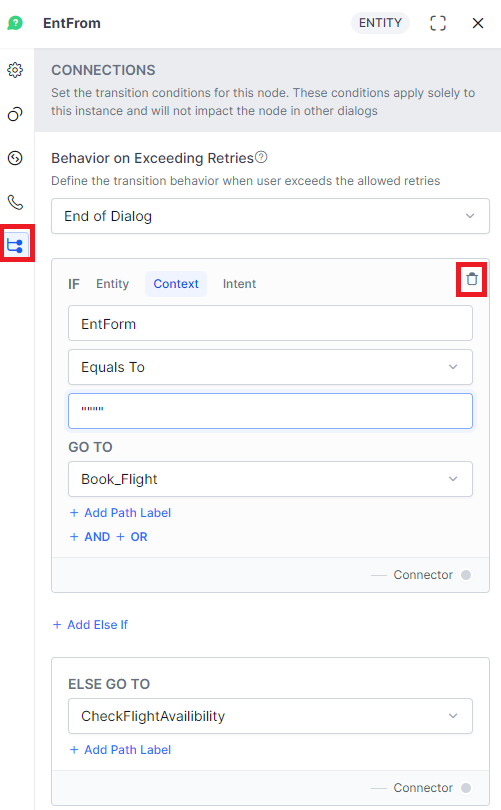 EntFrom
ENTITY
CONNECTIONS
Set the transition conditions for this node. These conditions apply solely to
this instance and will not impact the node in other dialogs
Behavior on Exceeding Retries
Define the transition behavior when user exceeds the allowed retries
End of Dialog
IF Entity Context Intent
EntForm
Equals To
""""
GO TO
Book_Flight
+ Add Path Label
+ AND + OR
Connector
+ Add Else If
ELSE GO TO
CheckFlightAvailibility
+ Add Path Label
Connector